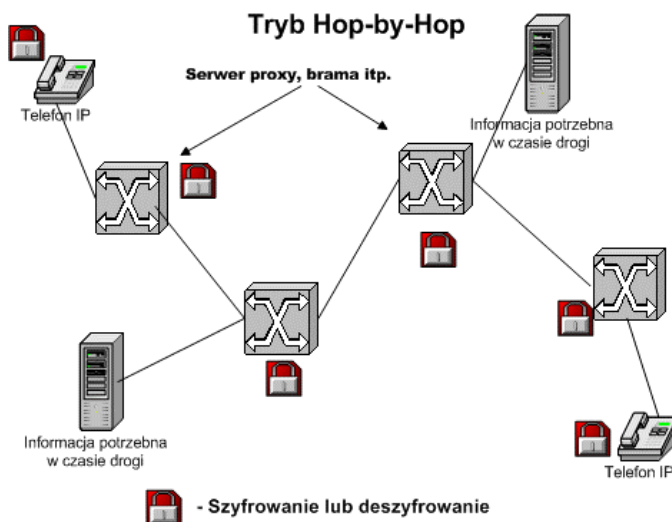 Tryb Hop-by-Hop
Serwer proxy, brama itp.
Telefon IP
Informacja potrzebna
w czasie drogi
Informacja potrzebna
w czasie drogi
Telefon IP
- Szyfrowanie lub deszyfrowanie